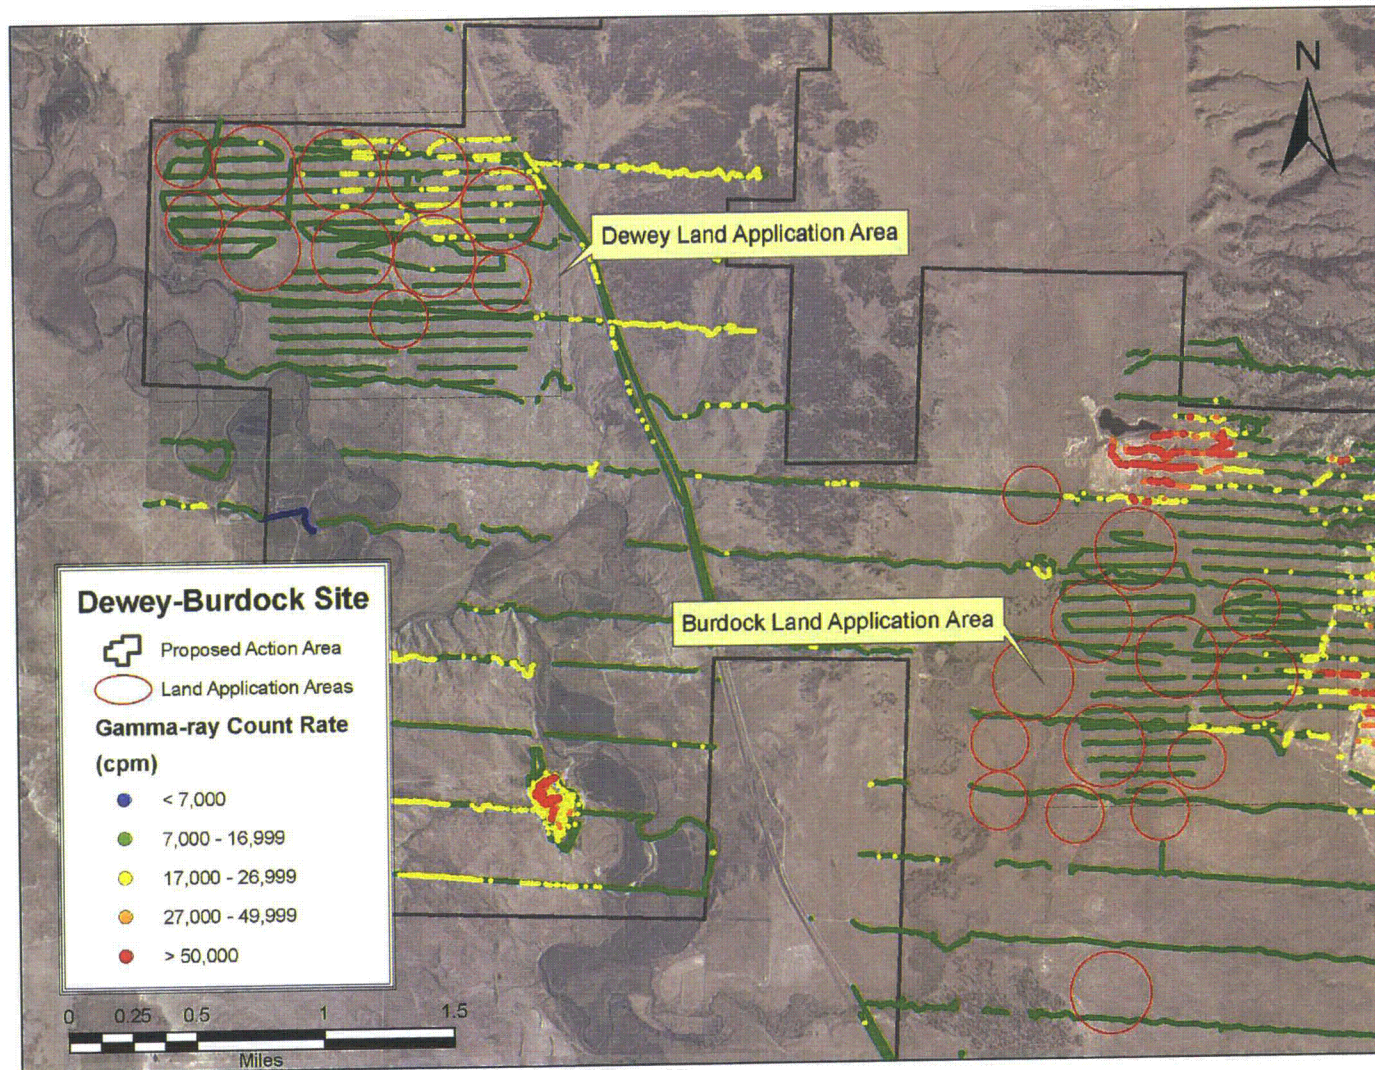 N
Dewey Land Application Area
Burdock Land Application Area
Dewey-Burdock Site
Proposed Action Area
Land Application Areas
Gamma-ray Count Rate
(cpm)
< 7,000
7,000 - 16,999
17,000 - 26,999
27,000 - 49,999
> 50,000
0 0.25 0.5 1 1.5
Miles